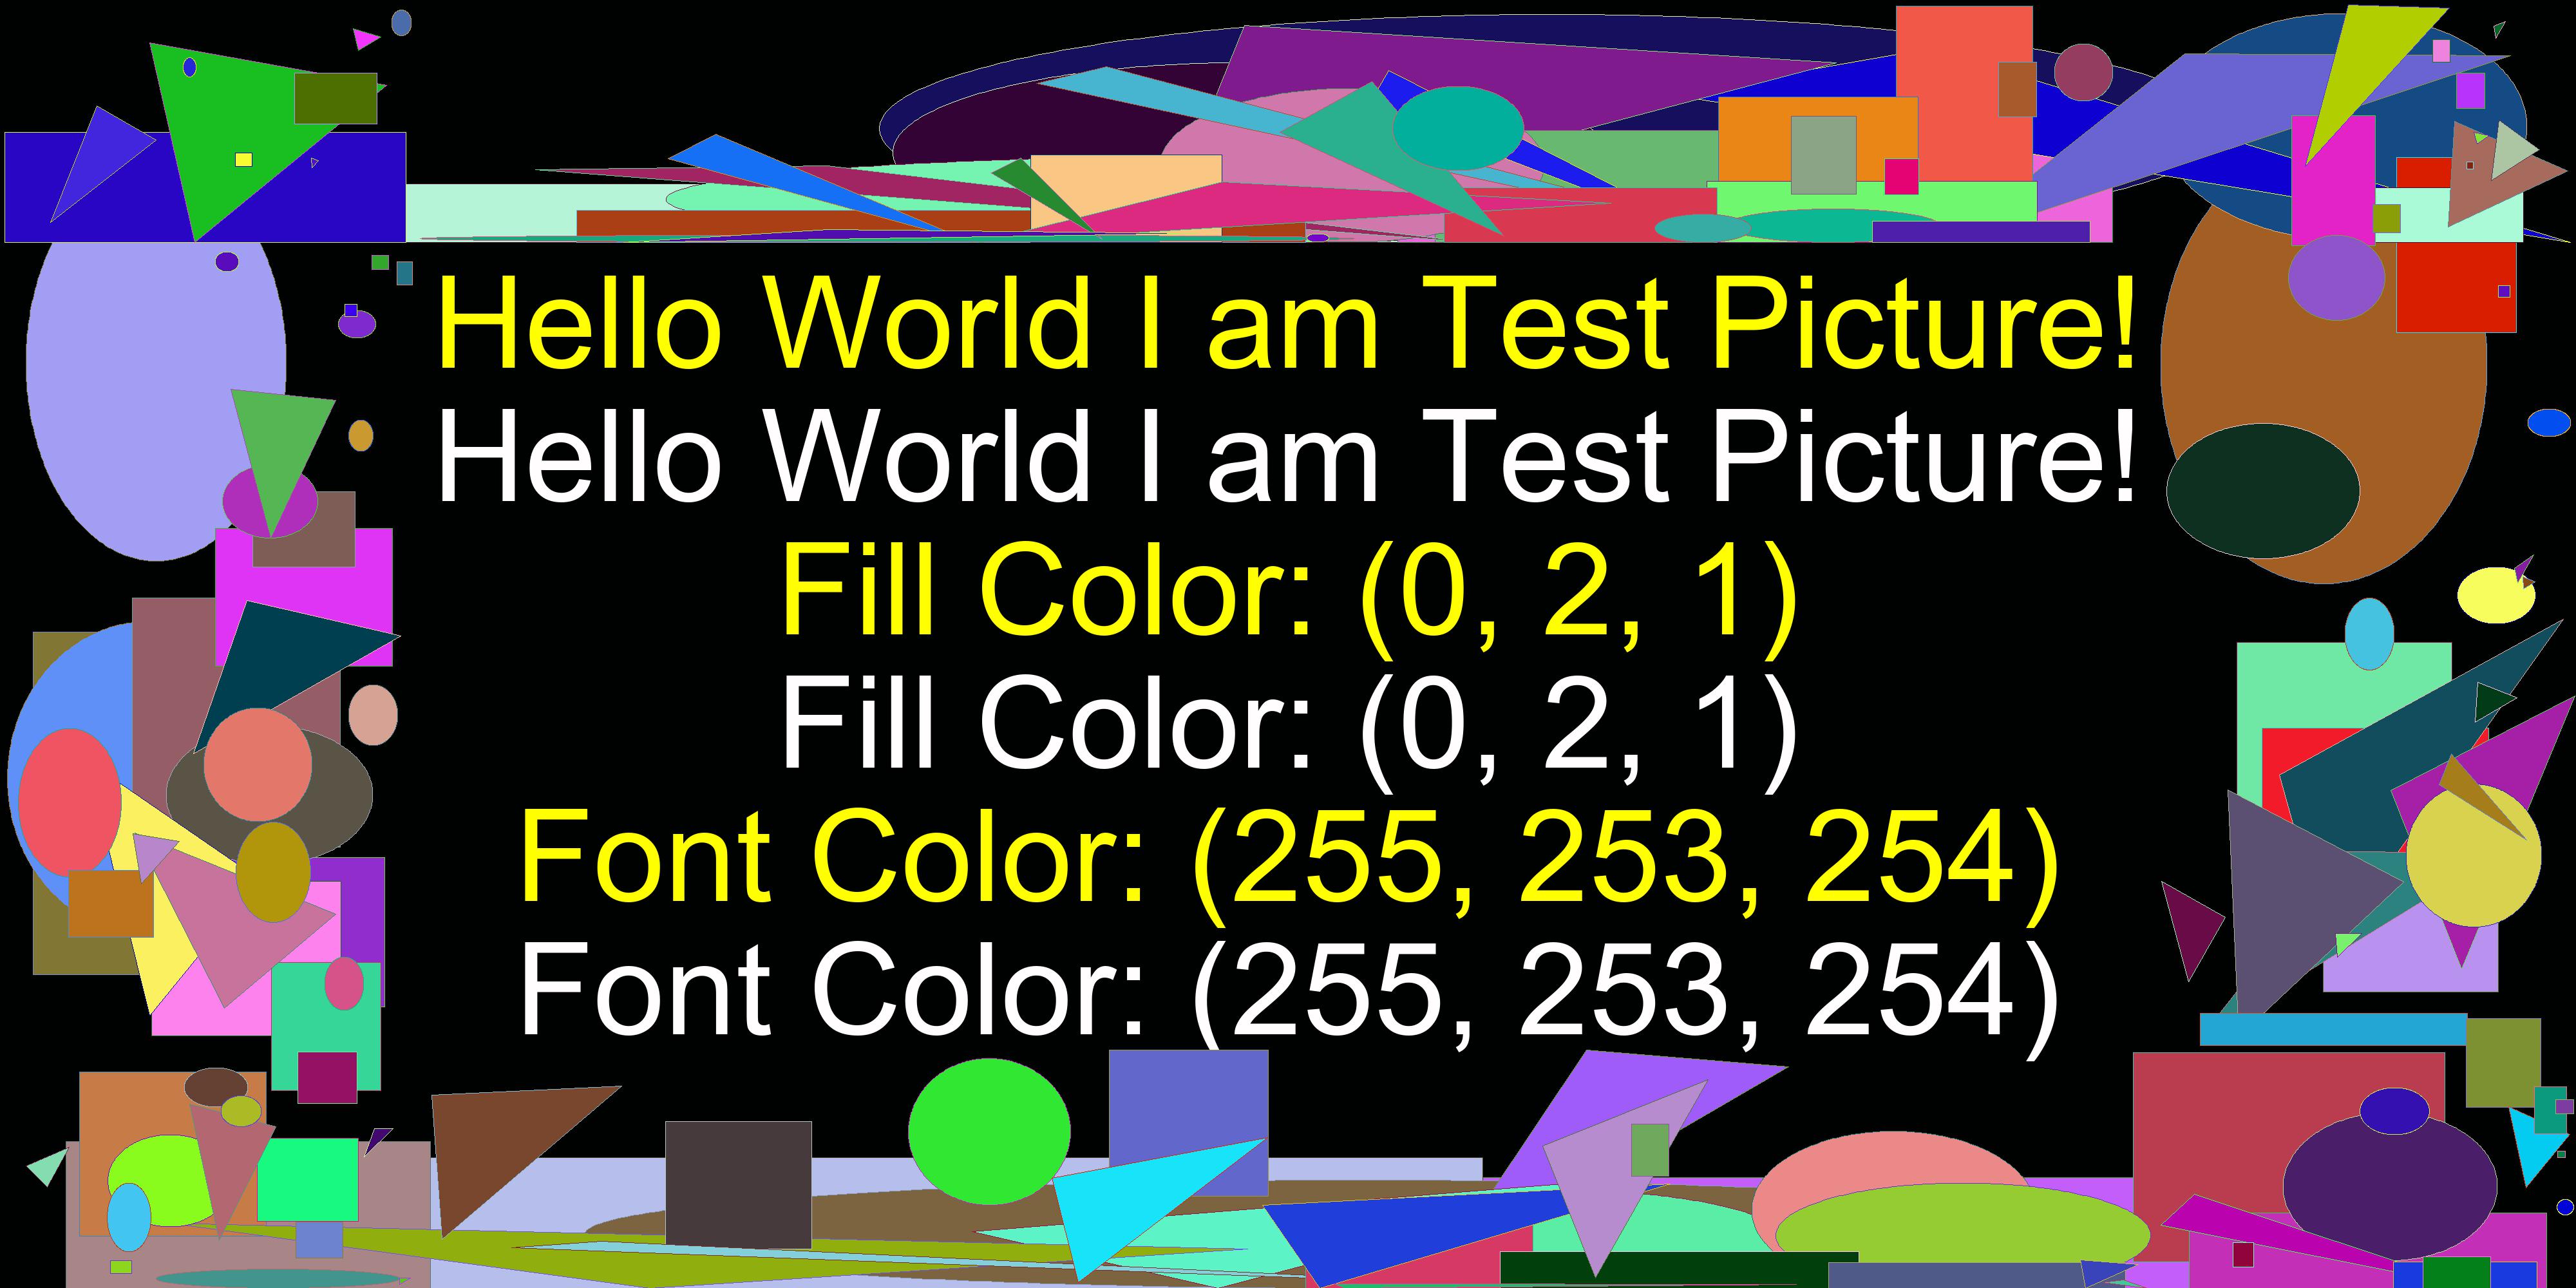 Hello World I am Test Picture!
Hello World I am Test Picture!
Fill Color: (0, 2, 1)
Fill Color: (0, 2, 1)
Font Color: (255, 253, 254)
Font Color: (255, 253, 254)